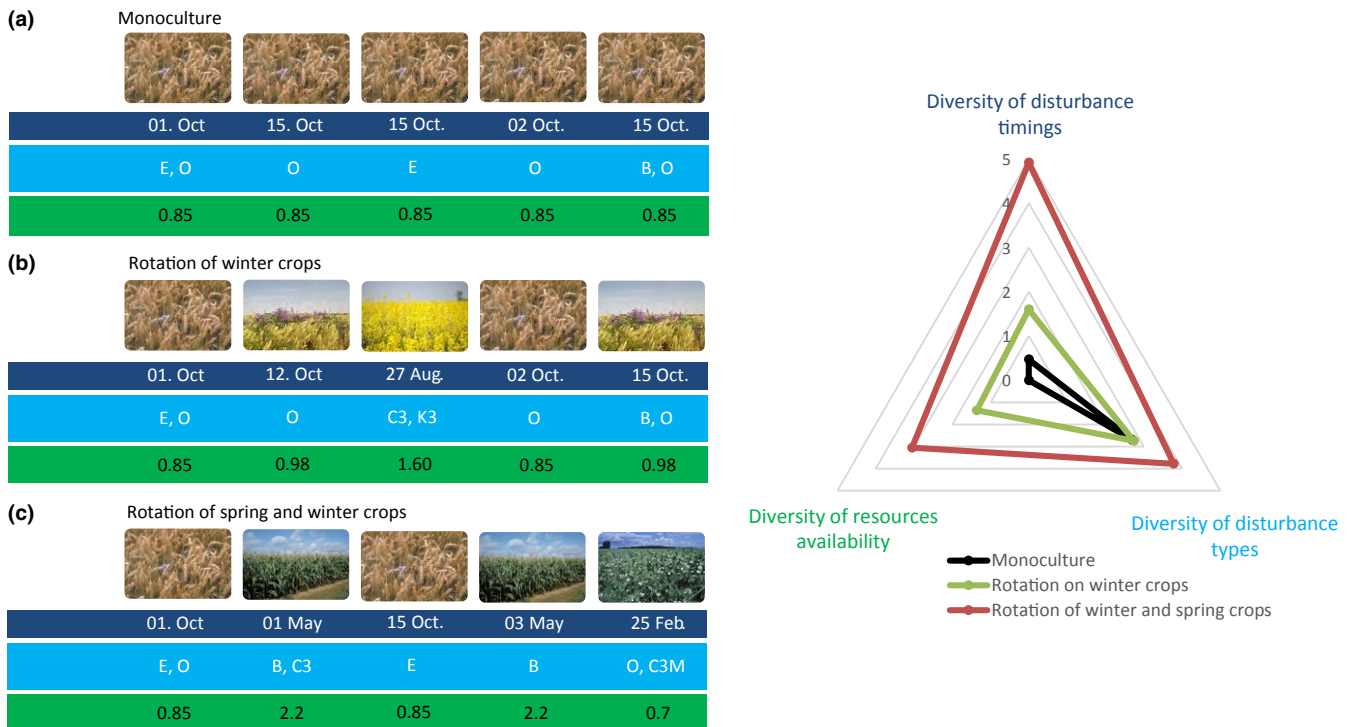 (a)
Monoculture
01. Oct 15. Oct 15 Oct. 02 Oct. 15 Oct.
E, O O E O B, O
0.85 0.85 0.85 0.85 0.85
(b)
Rotation of winter crops
01. Oct 12. Oct 27 Aug. 02 Oct. 15 Oct.
E, O O C3, K3 O B, O
0.85 0.98 1.60 0.85 0.98
(c)
Rotation of spring and winter crops
01. Oct 01 May 15 Oct. 03 May 25 Feb.
E, O B, C3 E B O, C3M
0.85 2.2 0.85 2.2 0.7
Diversity of disturbance
timings
5
4
3
2
1
0
Diversity of resources
availability
Diversity of disturbance
types
Monoculture
Rotation on winter crops
Rotation of winter and spring crops